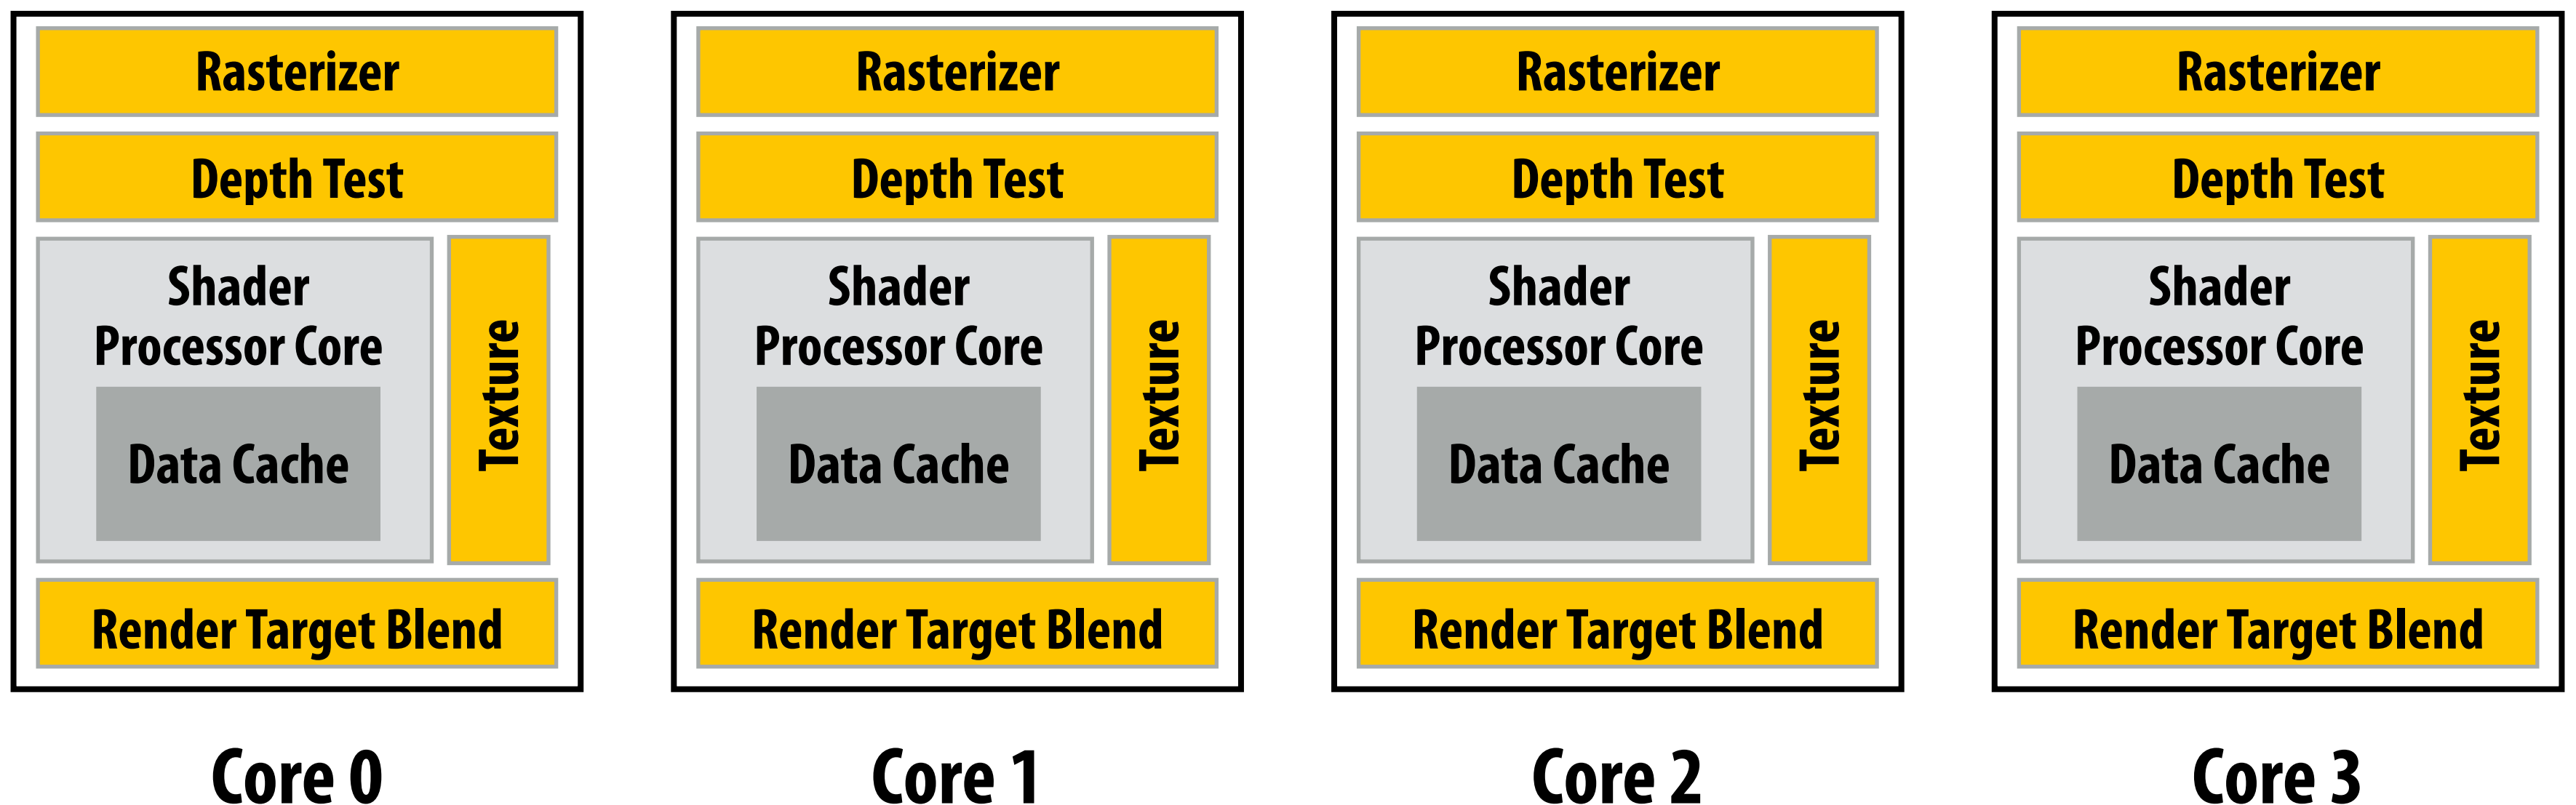 Rasterizer
Depth Test
Shader
Processor Core
Data Cache
Texture
Render Target Blend
Core 0
Rasterizer
Depth Test
Shader
Processor Core
Data Cache
Texture
Render Target Blend
Core 1
Rasterizer
Depth Test
Shader
Processor Core
Data Cache
Texture
Render Target Blend
Core 2
Rasterizer
Depth Test
Shader
Processor Core
Data Cache
Texture
Render Target Blend
Core 3